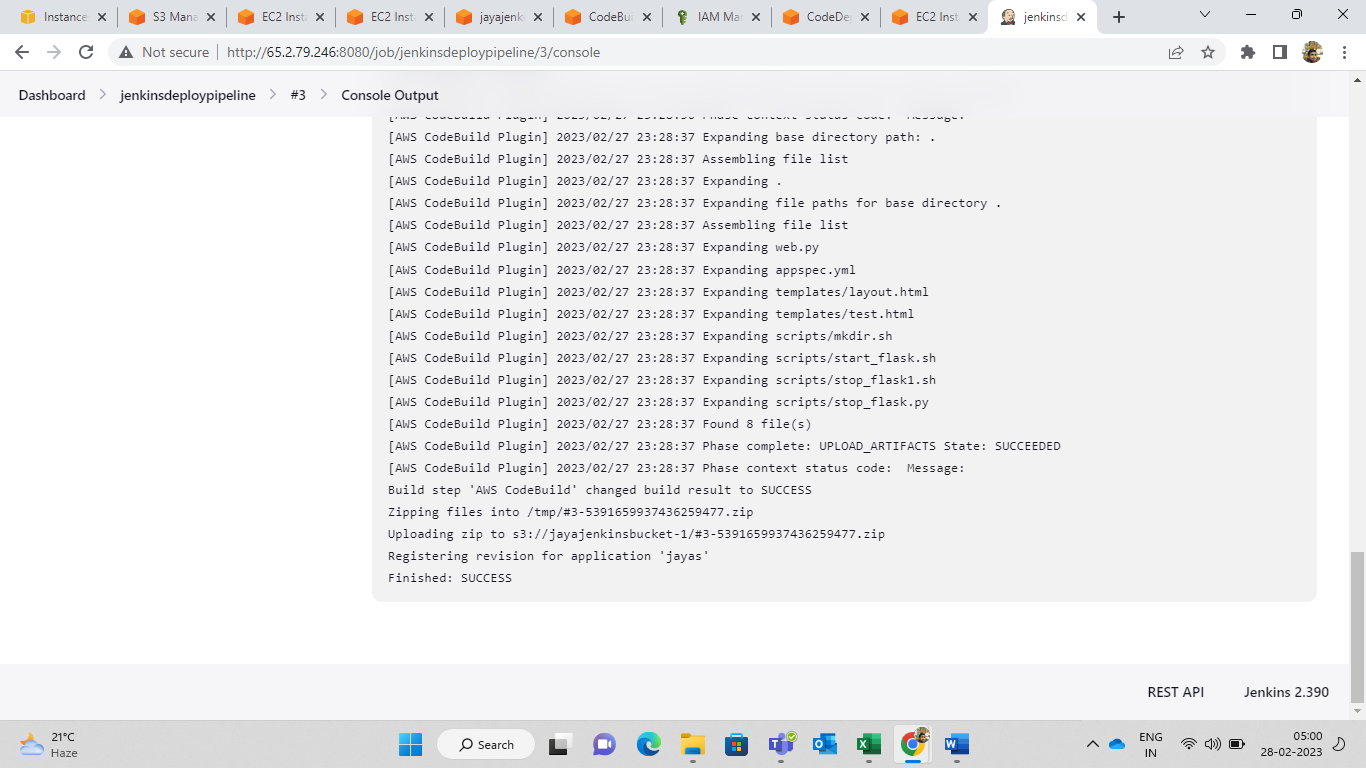 Instance
S3 Mana
EC2 Insta
EC2 Insta
jayajenk
CodeBui
IAM Ma
CodeDep
EC2 Inst
jenkinsd
Not secure
http://65.2.79.246:8080/job/jenkinsdeploypipeline/3/console
Dashboard
jenkinsdeploypipeline
#3
Console Output
[AWS CodeBuild Plugin] 2023/02/27 23:28:37 Expanding base directory path: .
[AWS CodeBuild Plugin] 2023/02/27 23:28:37 Assembling file list
[AWS CodeBuild Plugin] 2023/02/27 23:28:37 Expanding .
[AWS CodeBuild Plugin] 2023/02/27 23:28:37 Expanding file paths for base directory .
[AWS CodeBuild Plugin] 2023/02/27 23:28:37 Assembling file list
[AWS CodeBuild Plugin] 2023/02/27 23:28:37 Expanding web.py
[AWS CodeBuild Plugin] 2023/02/27 23:28:37 Expanding appspec.yml
[AWS CodeBuild Plugin] 2023/02/27 23:28:37 Expanding templates/layout.html
[AWS CodeBuild Plugin] 2023/02/27 23:28:37 Expanding templates/test.html
[AWS CodeBuild Plugin] 2023/02/27 23:28:37 Expanding scripts/mkdir.sh
[AWS CodeBuild Plugin] 2023/02/27 23:28:37 Expanding scripts/start_flask.sh
[AWS CodeBuild Plugin] 2023/02/27 23:28:37 Expanding scripts/stop_flask1.sh
[AWS CodeBuild Plugin] 2023/02/27 23:28:37 Expanding scripts/stop_flask.py
[AWS CodeBuild Plugin] 2023/02/27 23:28:37 Found 8 file(s)
[AWS CodeBuild Plugin] 2023/02/27 23:28:37 Phase complete: UPLOAD_ARTIFACTS State: SUCCEEDED
[AWS CodeBuild Plugin] 2023/02/27 23:28:37 Phase context status code:  Message:
Build step 'AWS CodeBuild' changed build result to SUCCESS
Zipping files into /tmp/#3-5391659937436259477.zip
Uploading zip to s3://jayajenkinsbucket-1/#3-5391659937436259477.zip
Registering revision for application 'jayas'
Finished: SUCCESS
REST API
Jenkins 2.390
21°C
Haze
Search
ENG
IN
05:00
28-02-2023